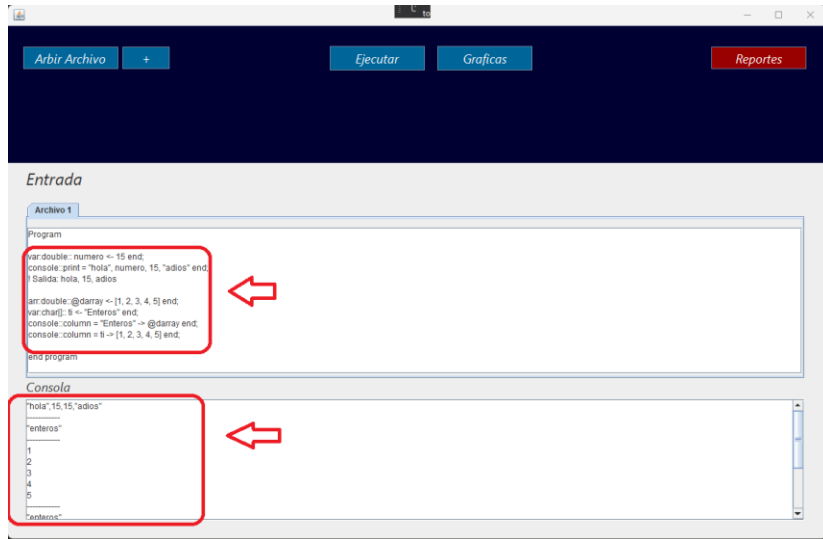 to
Arbir Archivo + Ejecutar Graficas Reportes
Entrada
Archivo 1
Program
var:double:: numero <- 15 end;
console::print = "hola", numero, 15, "adios" end;
! Salida: hola, 15, adios
arr:double::@darray <- [1, 2, 3, 4, 5] end;
var:char[]:: ti <- "Enteros" end;
console::column = "Enteros" -> @darray end;
console::column = ti -> [1, 2, 3, 4, 5] end;
end program
Consola
"hola",15,15,"adios"
------------
"enteros"
------------
1
2
3
4
5
------------
"enteros"